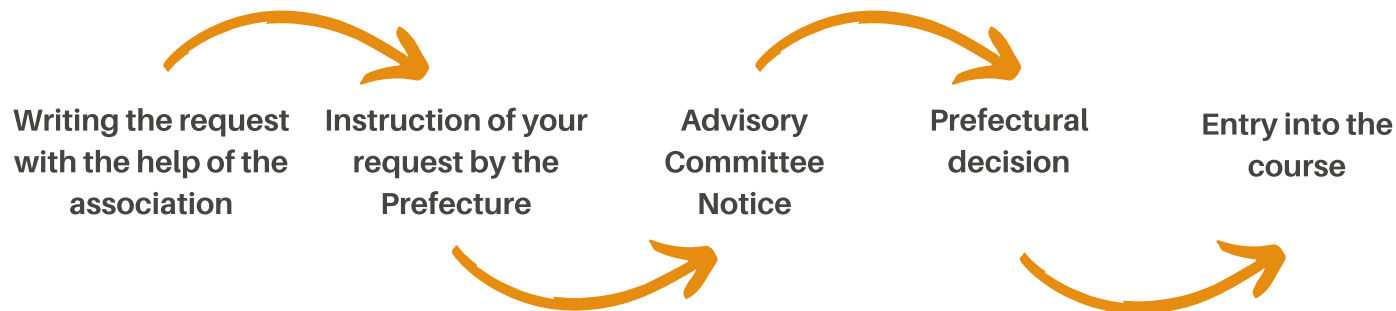 Writing the request
with the help of the
association
Instruction of your
request by the
Prefecture
Advisory
Committee
Notice
Prefectural
decision
Entry into the
course